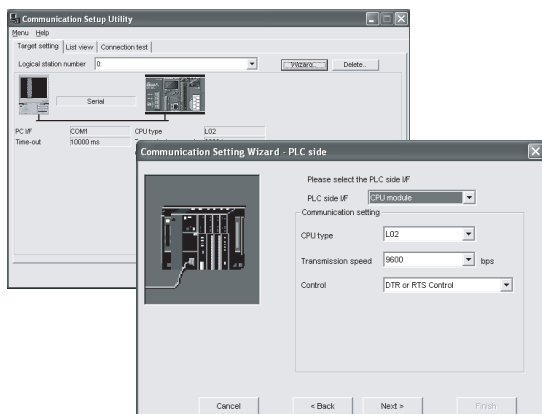 Communication Setup Utility
Menu Help
Target setting List view Connection test
Logical station number 0: Wizard... Delete..
Serial
PC I/F COM1 CPU type L02
Time-out 10000 ms
Communication Setting Wizard - PLC side
Please select the PLC side I/F
PLC side I/F CPU module
Communication setting
CPU type L02
Transmission speed 9600 bps
Control DTR or RTS Control
Cancel < Back Next > Finish